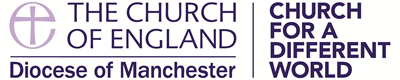 THE CHURCH
OF ENGLAND
Diocese of Manchester
CHURCH
FOR A
DIFFERENT
WORLD